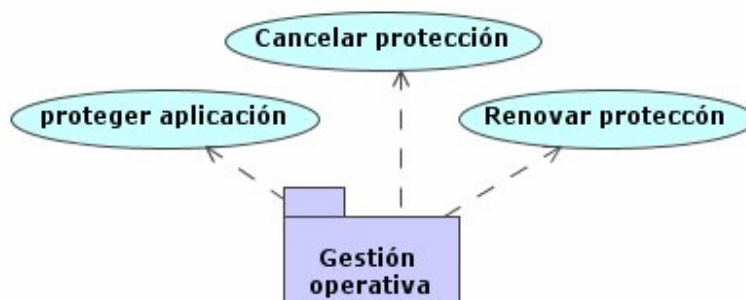 Cancelar protección
proteger aplicación
Renovar proteccón
Gestión
operativa